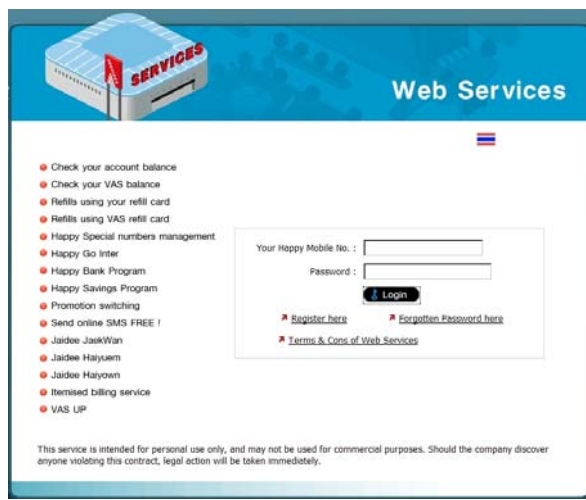 SERVICES
Web Services
Check your account balance
Check your VAS balance
Refills using your refill card
Refills using VAS refill card
Happy Special numbers management
Happy Go Inter
Happy Bank Program
Happy Savings Program
Promotion switching
Send online SMS FREE !
Jaidee JaekWan
Jaidee Haiyuem
Jaidee Haiyown
Itemised billing service
VAS UP
Your Happy Mobile No. :
Password :
Login
Register here
Forgotten Password here
Terms & Cons of Web Services
This service is intended for personal use only, and may not be used for commercial purposes. Should the company discover
anyone violating this contract, legal action will be taken immediately.